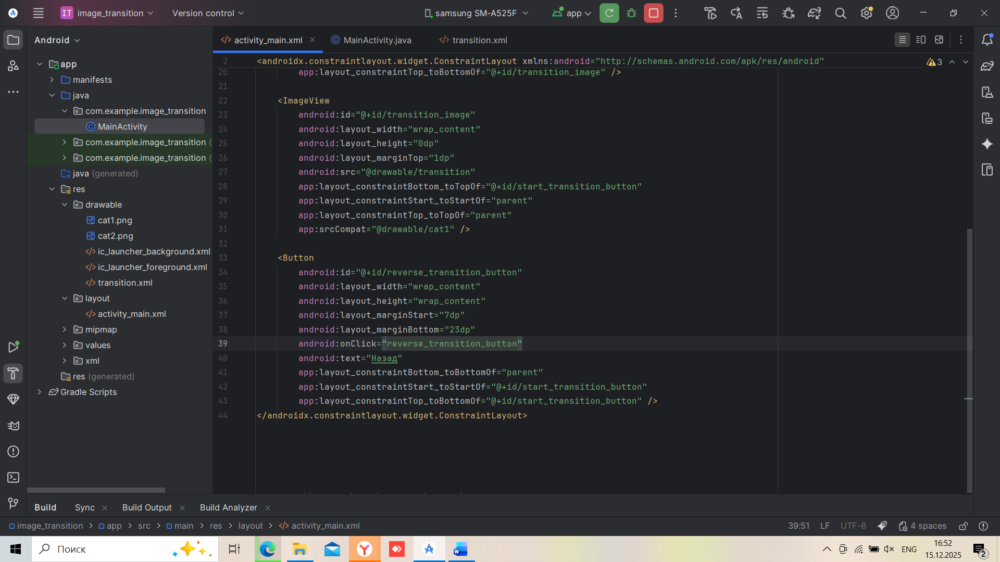 IT image_transition
Version control
samsung SM-A525F
app
Android
activity_main.xml
MainActivity.java
transition.xml
app
manifests
java
com.example.image_transition
MainActivity
com.example.image_transition (
com.example.image_transition (
java (generated)
res
drawable
cat1.png
cat2.png
ic_launcher_background.xml
ic_launcher_foreground.xml
transition.xml
layout
activity_main.xml
mipmap
values
xml
res (generated)
Gradle Scripts
2 <androidx.constraintlayout.widget.ConstraintLayout xmlns:android="http://schemas.android.com/apk/res/android"
3
20 app:layout_constraintTop_toBottomOf="@+id/transition_image" />
21
22 <ImageView
23 android:id="@+id/transition_image"
24 android:layout_width="wrap_content"
25 android:layout_height="0dp"
26 android:layout_marginTop="1dp"
27 android:src="@drawable/transition"
28 app:layout_constraintBottom_toTopOf="@+id/start_transition_button"
29 app:layout_constraintStart_toStartOf="parent"
30 app:layout_constraintTop_toTopOf="parent"
31 app:srcCompat="@drawable/cat1" />
32
33 <Button
34 android:id="@+id/reverse_transition_button"
35 android:layout_width="wrap_content"
36 android:layout_height="wrap_content"
37 android:layout_marginStart="7dp"
38 android:layout_marginBottom="23dp"
39 android:onClick="reverse_transition_button"
40 android:text="Назад"
41 app:layout_constraintBottom_toBottomOf="parent"
42 app:layout_constraintStart_toStartOf="@+id/start_transition_button"
43 app:layout_constraintTop_toBottomOf="@+id/start_transition_button" />
44 </androidx.constraintlayout.widget.ConstraintLayout>
Build
Sync
Build Output
Build Analyzer
image_transition > app > src > main > res > layout > activity_main.xml
39:51
LF
UTF-8
4 spaces
Поиск
ENG
16:52
15.12.2025
2